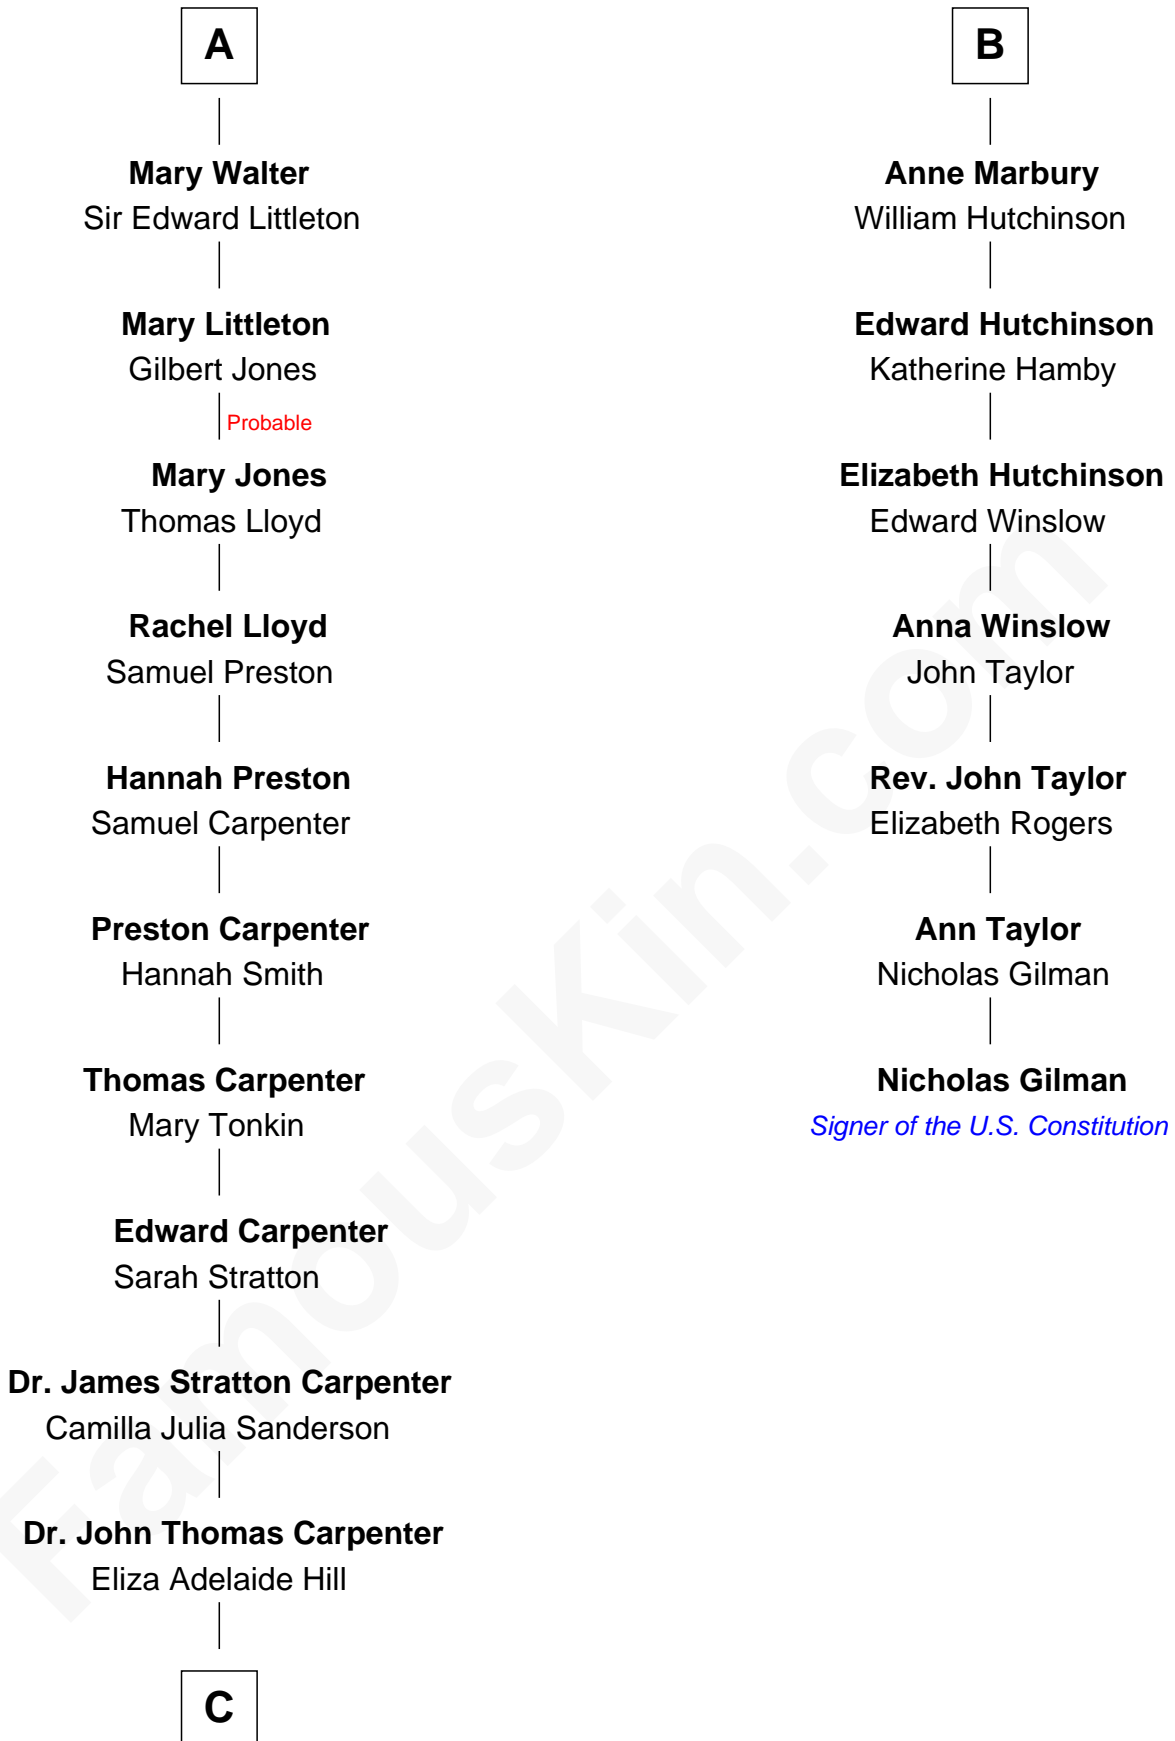 A
Mary Walter
Sir Edward Littleton
Mary Littleton
Gilbert Jones
Probable
Mary Jones
Thomas Lloyd
Rachel Lloyd
Samuel Preston
Hannah Preston
Samuel Carpenter
Preston Carpenter
Hannah Smith
Thomas Carpenter
Mary Tonkin
Edward Carpenter
Sarah Stratton
Dr. James Stratton Carpenter
Camilla Julia Sanderson
Dr. John Thomas Carpenter
Eliza Adelaide Hill
C
B
Anne Marbury
William Hutchinson
Edward Hutchinson
Katherine Hamby
Elizabeth Hutchinson
Edward Winslow
Anna Winslow
John Taylor
Rev. John Taylor
Elizabeth Rogers
Ann Taylor
Nicholas Gilman
Nicholas Gilman
Signer of the U.S. Constitution
FamousKin.com